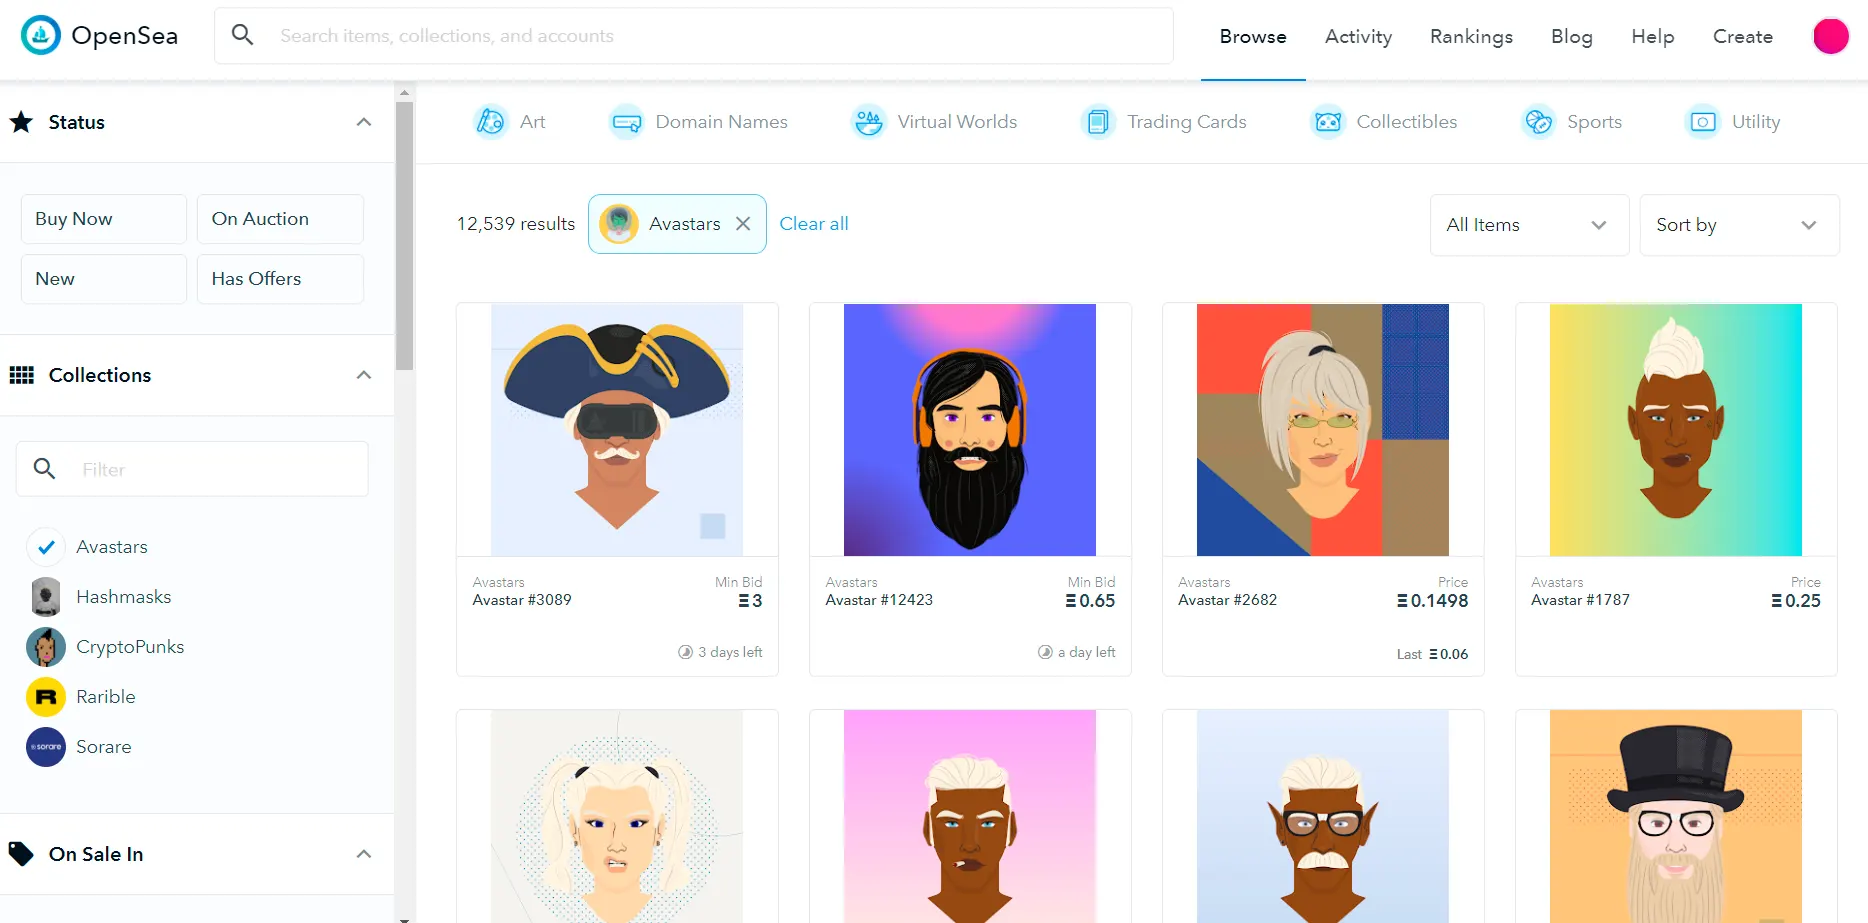 OpenSea
Search items, collections, and accounts
Browse
Activity
Rankings
Blog
Help
Create
Status
Buy Now
On Auction
New
Has Offers
Collections
Filter
Avastars
Hashmasks
CryptoPunks
Rarible
Sorare
sorare
On Sale In
Art
Domain Names
Virtual Worlds
Trading Cards
Collectibles
Sports
Utility
12,539 results
Avastars
Clear all
All Items
Sort by
Avastars
Min Bid
Avastar #3089
Ξ 3
3 days left
Avastars
Min Bid
Avastar #12423
Ξ 0.65
a day left
Avastars
Price
Avastar #2682
Ξ 0.1498
Last Ξ 0.06
Avastars
Price
Avastar #1787
Ξ 0.25